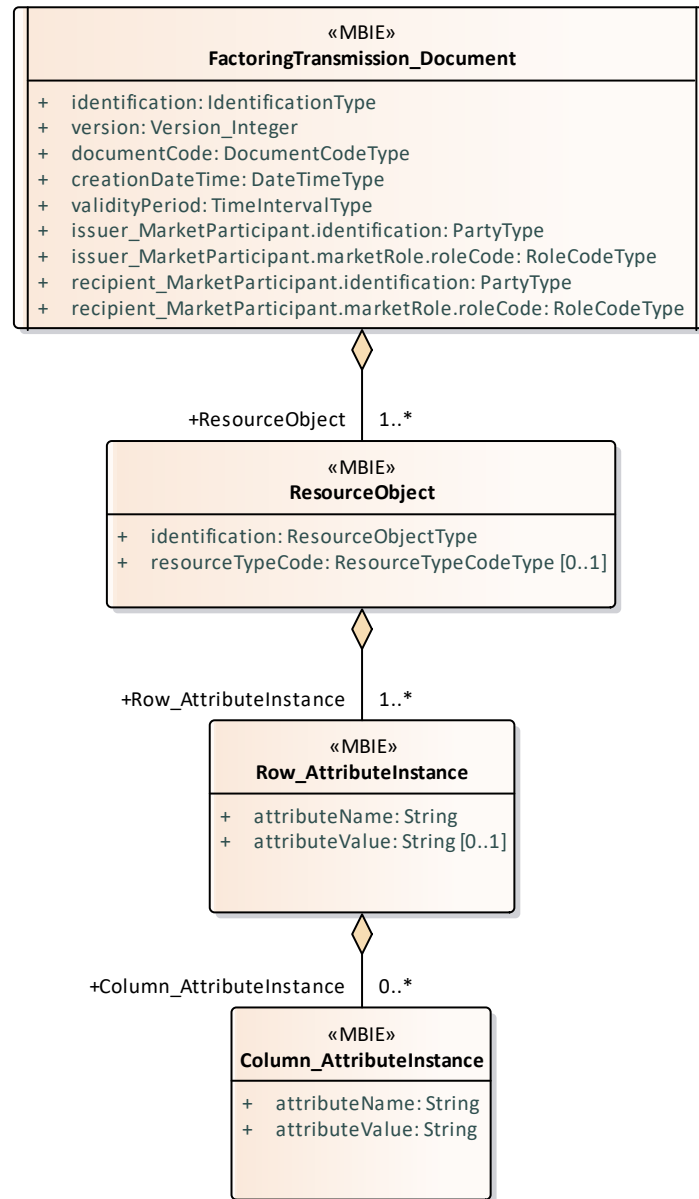 «MBIE»
FactoringTransmission_Document
+ identification: IdentificationType
+ version: Version_Integer
+ documentCode: DocumentCodeType
+ creationDateTime: DateTimeType
+ validityPeriod: TimeIntervalType
+ issuer_MarketParticipant.identification: PartyType
+ issuer_MarketParticipant.marketRole.roleCode: RoleCodeType
+ recipient_MarketParticipant.identification: PartyType
+ recipient_MarketParticipant.marketRole.roleCode: RoleCodeType
+ResourceObject 1..*
«MBIE»
ResourceObject
+ identification: ResourceObjectType
+ resourceTypeCode: ResourceTypeCodeType [0..1]
+Row_AttributeInstance 1..*
«MBIE»
Row_AttributeInstance
+ attributeName: String
+ attributeValue: String [0..1]
+Column_AttributeInstance 0..*
«MBIE»
Column_AttributeInstance
+ attributeName: String
+ attributeValue: String